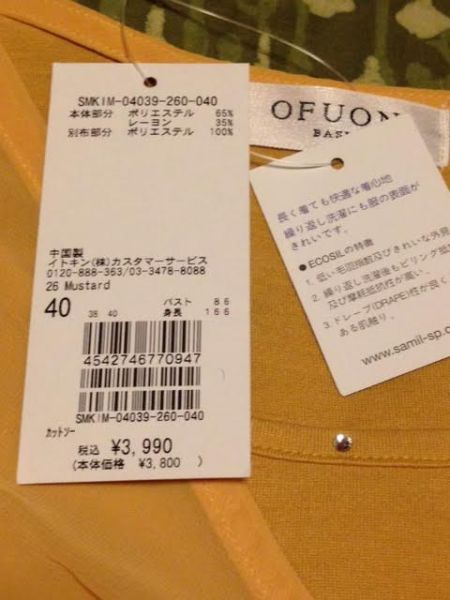 SMKIM-04039-260-040
本体部分 ポリエステル 65%
レーヨン 35%
別布部分 ポリエステル 100%
中国製
イトキン(株)カスタマーサービス
0120-888-363/03-3478-8088
26 Mustard
40 38 40 バスト 86
身長 166
4542746770947
SMKIM-04039-260-040
カットソー
税込 ¥3,990
(本体価格 ¥3,800 )
OFUON
長く着ても快適な着心地
繰り返し洗濯にも服の表面が
きれいです。
●ECOSILの特徴
1. 低い毛羽指数及びきれいな外見
2. 繰り返し洗濯後もピリング抵
及び摩耗抵抗性が高い。
3. ドレープ(DRAPE)性が良く
ある肌触り。
www.samil-sp.c